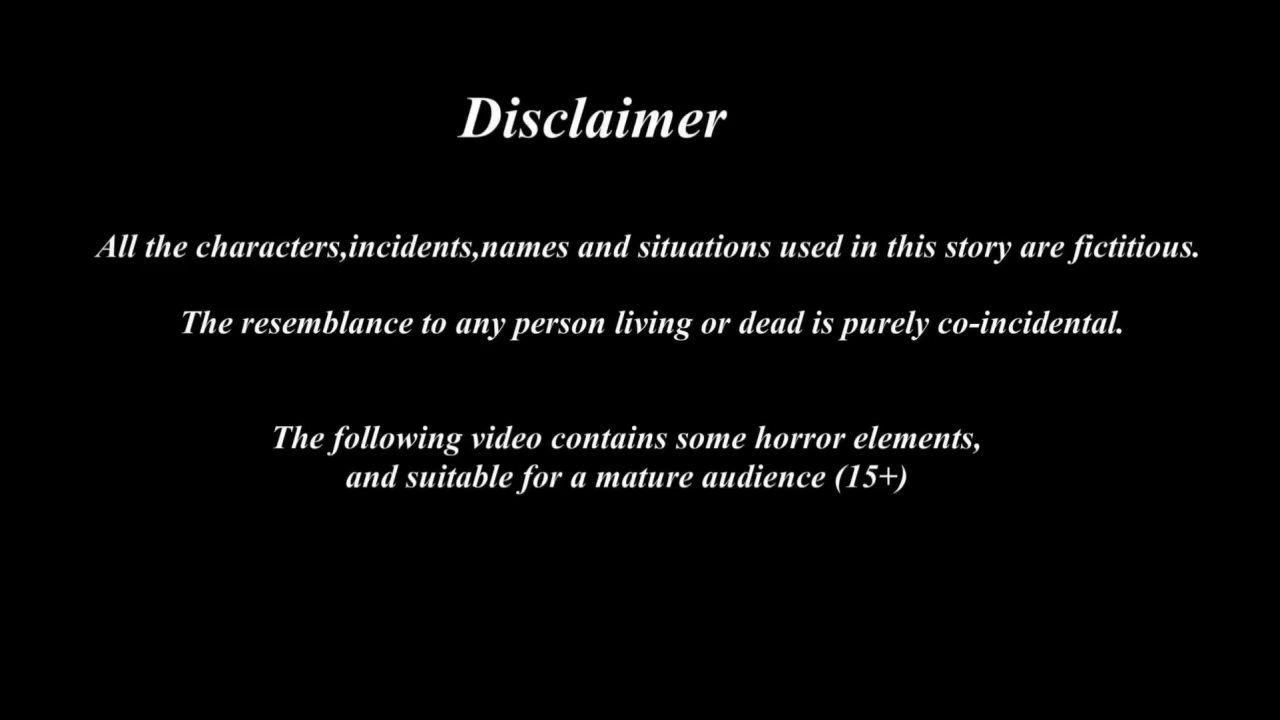 Disclaimer
All the characters,incidents,names and situations used in this story are fictitious.
The resemblance to any person living or dead is purely co-incidental.
The following video contains some horror elements,
and suitable for a mature audience (15+)